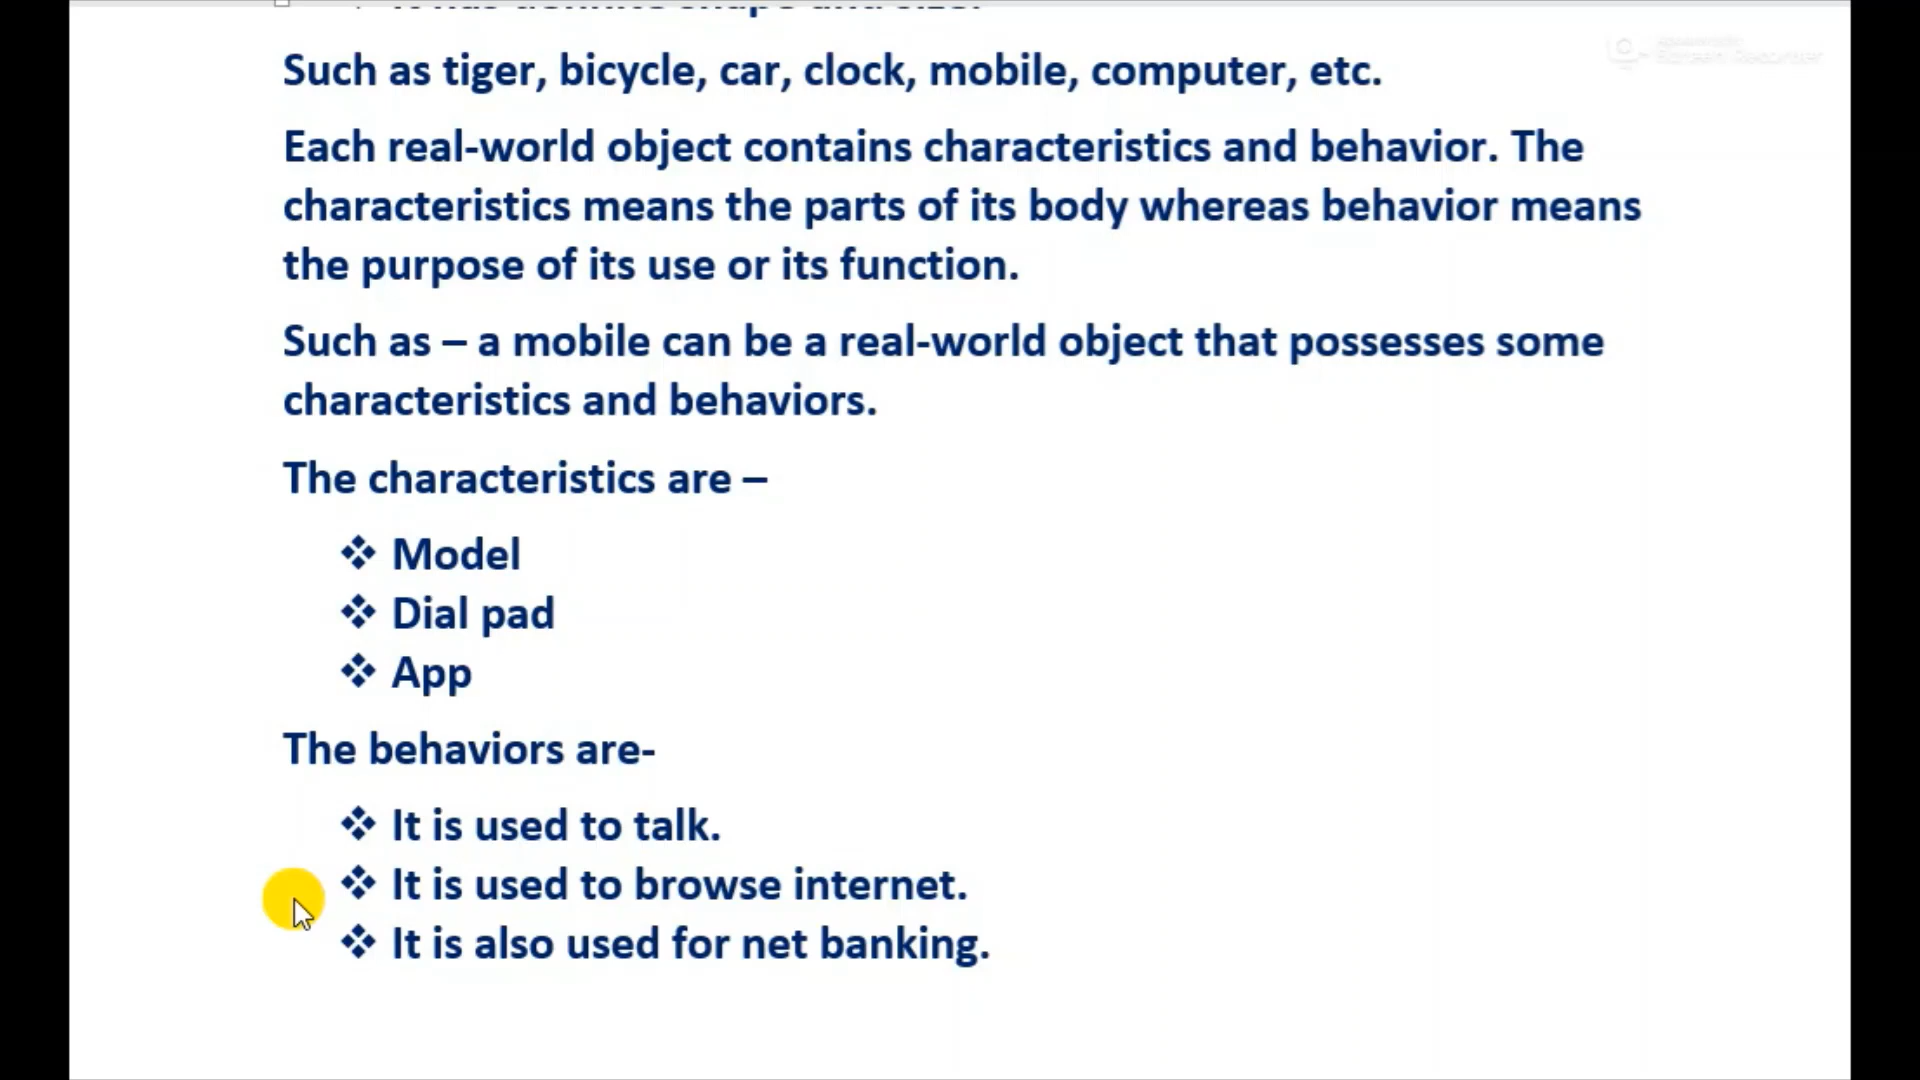 Such as tiger, bicycle, car, clock, mobile, computer, etc.
Each real-world object contains characteristics and behavior. The
characteristics means the parts of its body whereas behavior means
the purpose of its use or its function.
Such as – a mobile can be a real-world object that possesses some
characteristics and behaviors.
The characteristics are –
❖ Model
❖ Dial pad
❖ App
The behaviors are-
❖ It is used to talk.
❖ It is used to browse internet.
❖ It is also used for net banking.